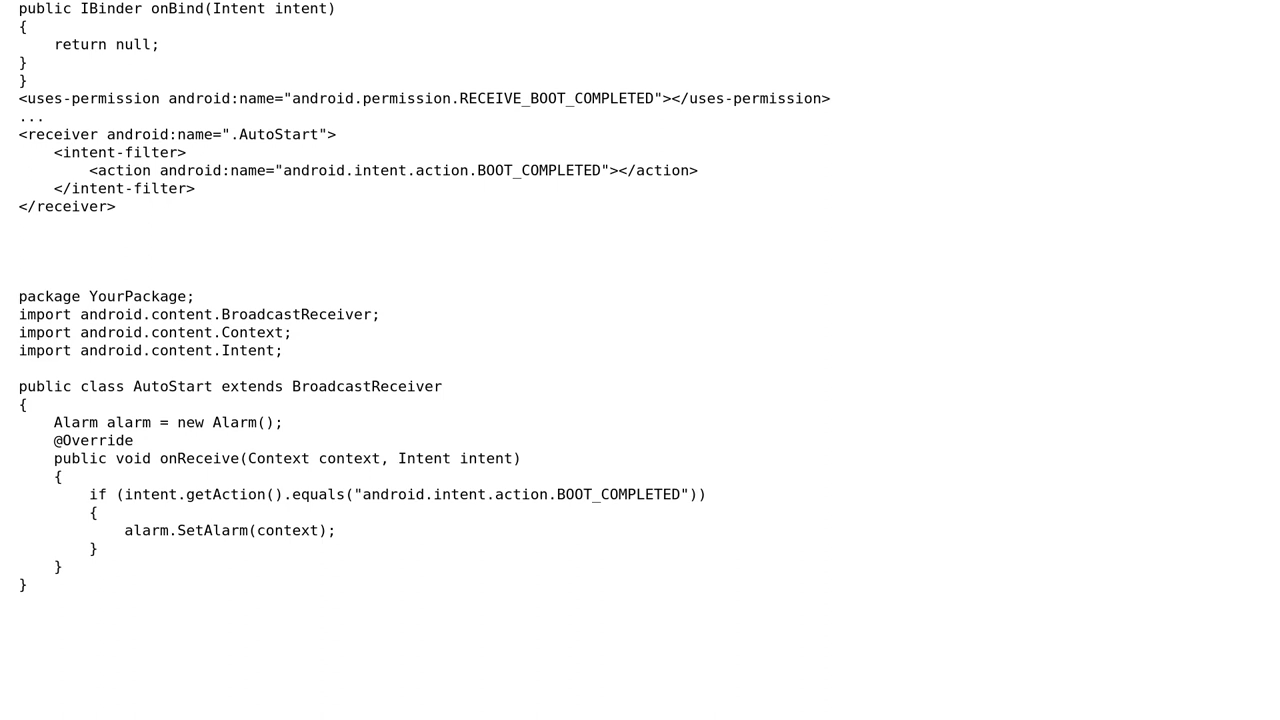 public IBinder onBind(Intent intent)
{
    return null;
}
}
<uses-permission android:name="android.permission.RECEIVE_BOOT_COMPLETED"></uses-permission>
...
<receiver android:name=".AutoStart">
    <intent-filter>
        <action android:name="android.intent.action.BOOT_COMPLETED"></action>
    </intent-filter>
</receiver>
package YourPackage;
import android.content.BroadcastReceiver;
import android.content.Context;
import android.content.Intent;
public class AutoStart extends BroadcastReceiver
{
    Alarm alarm = new Alarm();
    @Override
    public void onReceive(Context context, Intent intent)
    {
        if (intent.getAction().equals("android.intent.action.BOOT_COMPLETED"))
        {
            alarm.SetAlarm(context);
        }
    }
}